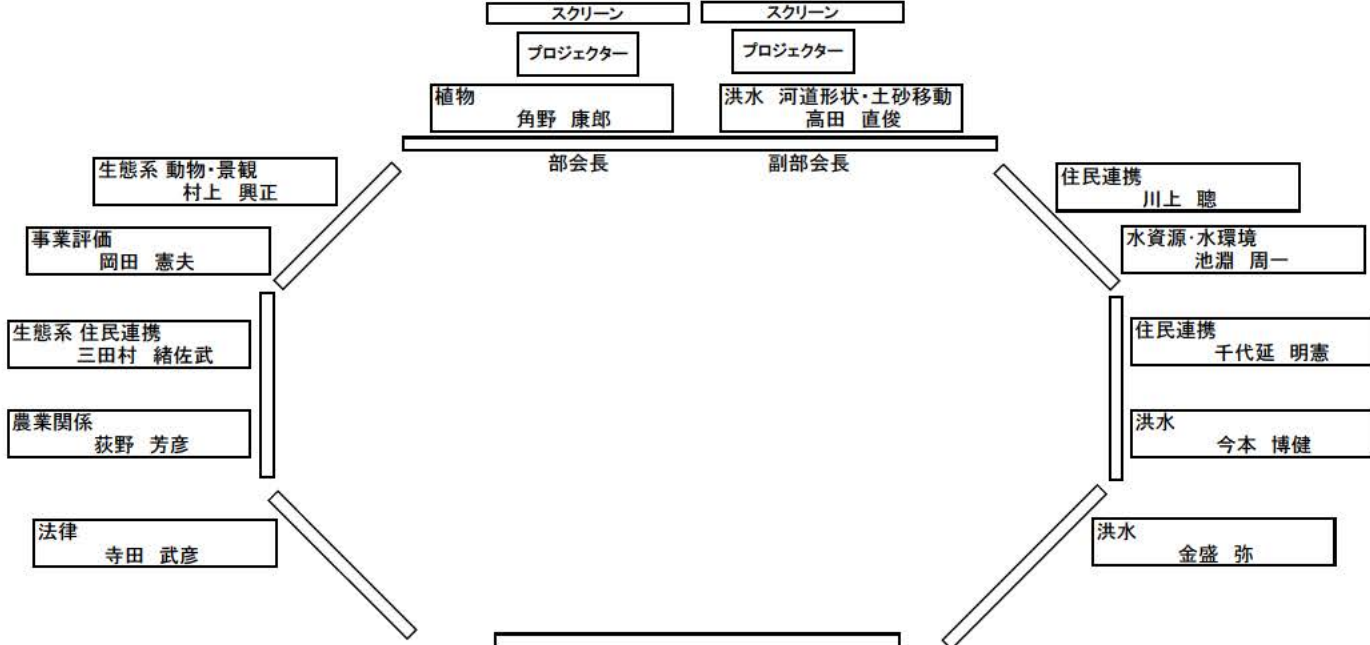 スクリーン
スクリーン
プロジェクター
プロジェクター
植物
角野 康郎
洪水 河道形状・土砂移動
高田 直俊
部会長
副部会長
生態系 動物・景観
村上 興正
住民連携
川上 聰
事業評価
岡田 憲夫
水資源・水環境
池淵 周一
生態系 住民連携
三田村 緒佐武
住民連携
千代延 明憲
農業関係
荻野 芳彦
洪水
今本 博健
法律
寺田 武彦
洪水
金盛 弥